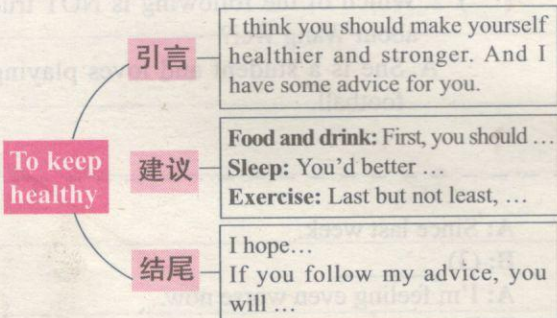 To keep
healthy
引言
I think you should make yourself
healthier and stronger. And I
have some advice for you.
建议
Food and drink: First, you should …
Sleep: You'd better …
Exercise: Last but not least, …
结尾
I hope…
If you follow my advice, you
will …